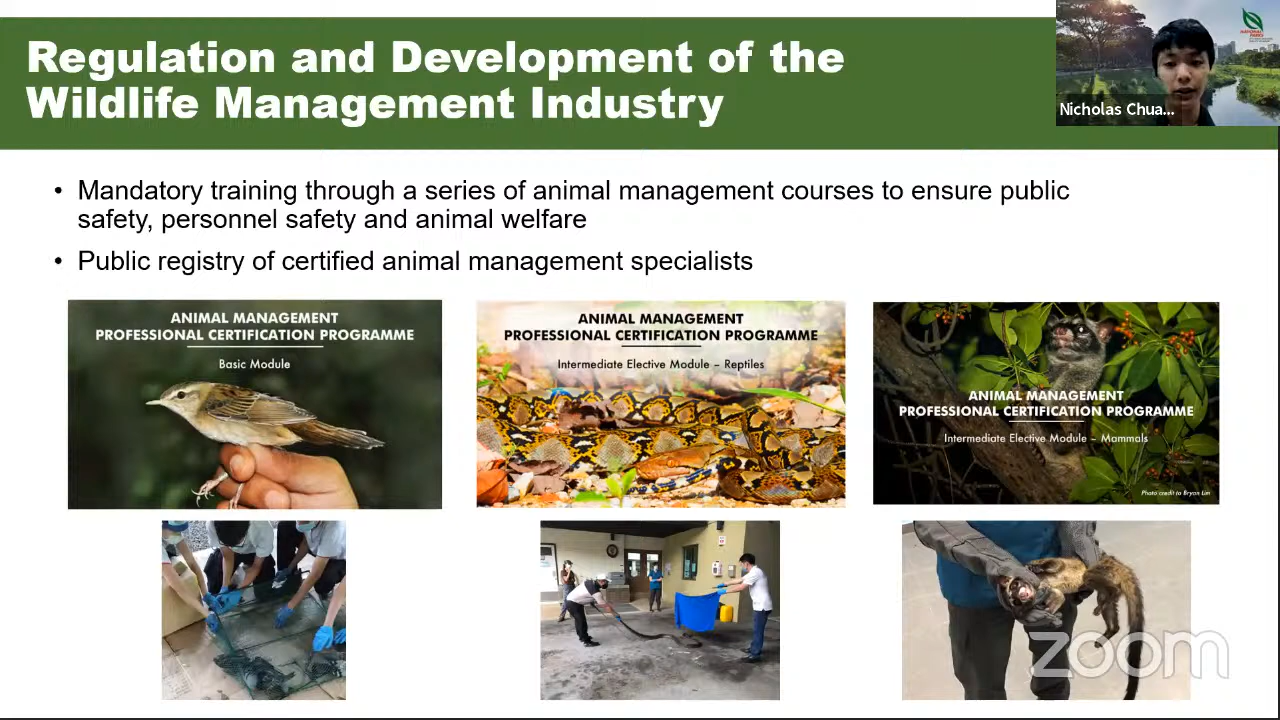 Regulation and Development of the
Wildlife Management Industry
NATIONAL
PARKS
Nicholas Chua...
• Mandatory training through a series of animal management courses to ensure public
safety, personnel safety and animal welfare
• Public registry of certified animal management specialists
ANIMAL MANAGEMENT
PROFESSIONAL CERTIFICATION PROGRAMME
Basic Module
ANIMAL MANAGEMENT
PROFESSIONAL CERTIFICATION PROGRAMME
Intermediate Elective Module – Reptiles
ANIMAL MANAGEMENT
PROFESSIONAL CERTIFICATION PROGRAMME
Intermediate Elective Module – Mammals
Photo credit to Bryan Lim
zoom